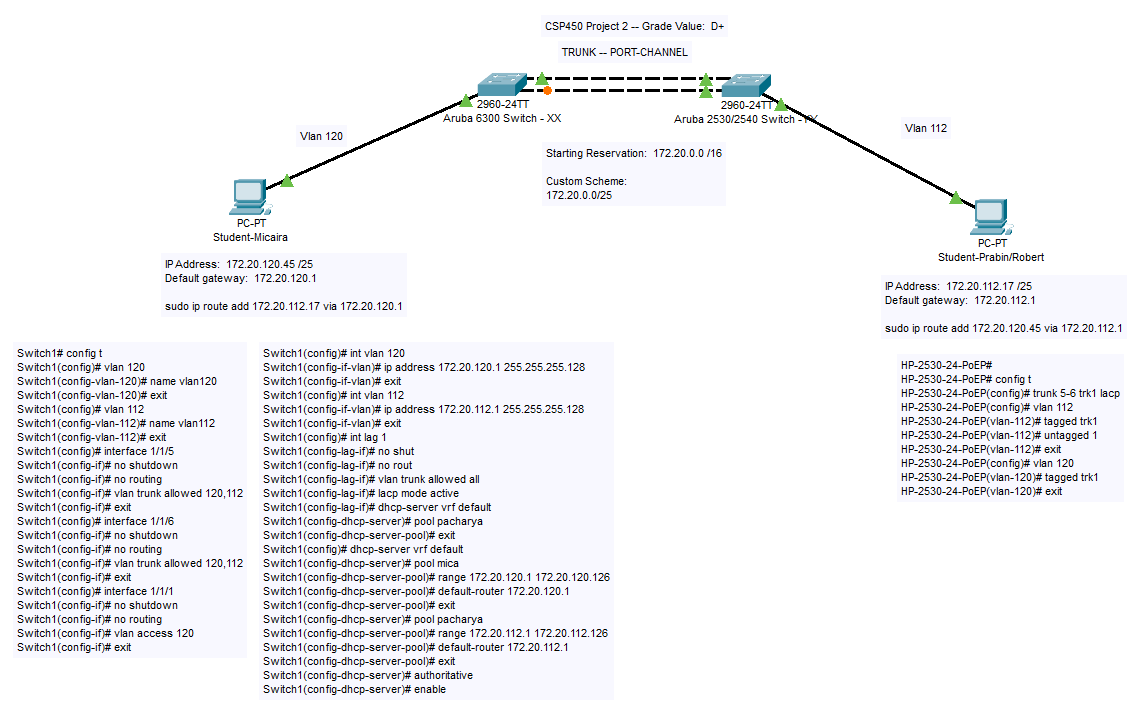 CSP450 Project 2 -- Grade Value: D+
TRUNK -- PORT-CHANNEL
2960-24TT
Aruba 6300 Switch - XX
2960-24TT
Aruba 2530/2540 Switch - YX
Vlan 120
Vlan 112
Starting Reservation: 172.20.0.0 /16
Custom Scheme:
172.20.0.0/25
PC-PT
Student-Micaira
PC-PT
Student-Prabin/Robert
IP Address: 172.20.120.45 /25
Default gateway: 172.20.120.1
sudo ip route add 172.20.112.17 via 172.20.120.1
IP Address: 172.20.112.17 /25
Default gateway: 172.20.112.1
sudo ip route add 172.20.120.45 via 172.20.112.1
Switch1# config t
Switch1(config)# vlan 120
Switch1(config-vlan-120)# name vlan120
Switch1(config-vlan-120)# exit
Switch1(config)# vlan 112
Switch1(config-vlan-112)# name vlan112
Switch1(config-vlan-112)# exit
Switch1(config)# interface 1/1/5
Switch1(config-if)# no shutdown
Switch1(config-if)# no routing
Switch1(config-if)# vlan trunk allowed 120,112
Switch1(config-if)# exit
Switch1(config)# interface 1/1/6
Switch1(config-if)# no shutdown
Switch1(config-if)# no routing
Switch1(config-if)# vlan trunk allowed 120,112
Switch1(config-if)# exit
Switch1(config)# interface 1/1/1
Switch1(config-if)# no shutdown
Switch1(config-if)# no routing
Switch1(config-if)# vlan access 120
Switch1(config-if)# exit
Switch1(config)# int vlan 120
Switch1(config-if-vlan)# ip address 172.20.120.1 255.255.255.128
Switch1(config-if-vlan)# exit
Switch1(config)# int vlan 112
Switch1(config-if-vlan)# ip address 172.20.112.1 255.255.255.128
Switch1(config-if-vlan)# exit
Switch1(config)# int lag 1
Switch1(config-lag-if)# no shut
Switch1(config-lag-if)# no rout
Switch1(config-lag-if)# vlan trunk allowed all
Switch1(config-lag-if)# lacp mode active
Switch1(config-lag-if)# dhcp-server vrf default
Switch1(config-dhcp-server)# pool pacharya
Switch1(config-dhcp-server-pool)# exit
Switch1(config)# dhcp-server vrf default
Switch1(config-dhcp-server)# pool mica
Switch1(config-dhcp-server-pool)# range 172.20.120.1 172.20.120.126
Switch1(config-dhcp-server-pool)# default-router 172.20.120.1
Switch1(config-dhcp-server-pool)# exit
Switch1(config-dhcp-server)# pool pacharya
Switch1(config-dhcp-server-pool)# range 172.20.112.1 172.20.112.126
Switch1(config-dhcp-server-pool)# default-router 172.20.112.1
Switch1(config-dhcp-server-pool)# exit
Switch1(config-dhcp-server)# authoritative
Switch1(config-dhcp-server)# enable
HP-2530-24-PoEP#
HP-2530-24-PoEP# config t
HP-2530-24-PoEP(config)# trunk 5-6 trk1 lacp
HP-2530-24-PoEP(config)# vlan 112
HP-2530-24-PoEP(vlan-112)# tagged trk1
HP-2530-24-PoEP(vlan-112)# untagged 1
HP-2530-24-PoEP(vlan-112)# exit
HP-2530-24-PoEP(config)# vlan 120
HP-2530-24-PoEP(vlan-120)# tagged trk1
HP-2530-24-PoEP(vlan-120)# exit